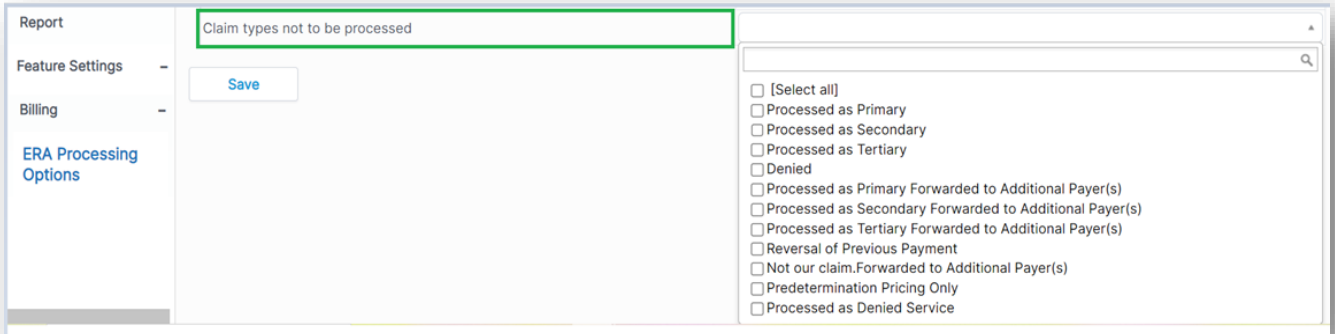 Report
Feature Settings –
Billing –
ERA Processing
Options
Claim types not to be processed
Save
[Select all]
Processed as Primary
Processed as Secondary
Processed as Tertiary
Denied
Processed as Primary Forwarded to Additional Payer(s)
Processed as Secondary Forwarded to Additional Payer(s)
Processed as Tertiary Forwarded to Additional Payer(s)
Reversal of Previous Payment
Not our claim.Forwarded to Additional Payer(s)
Predetermination Pricing Only
Processed as Denied Service